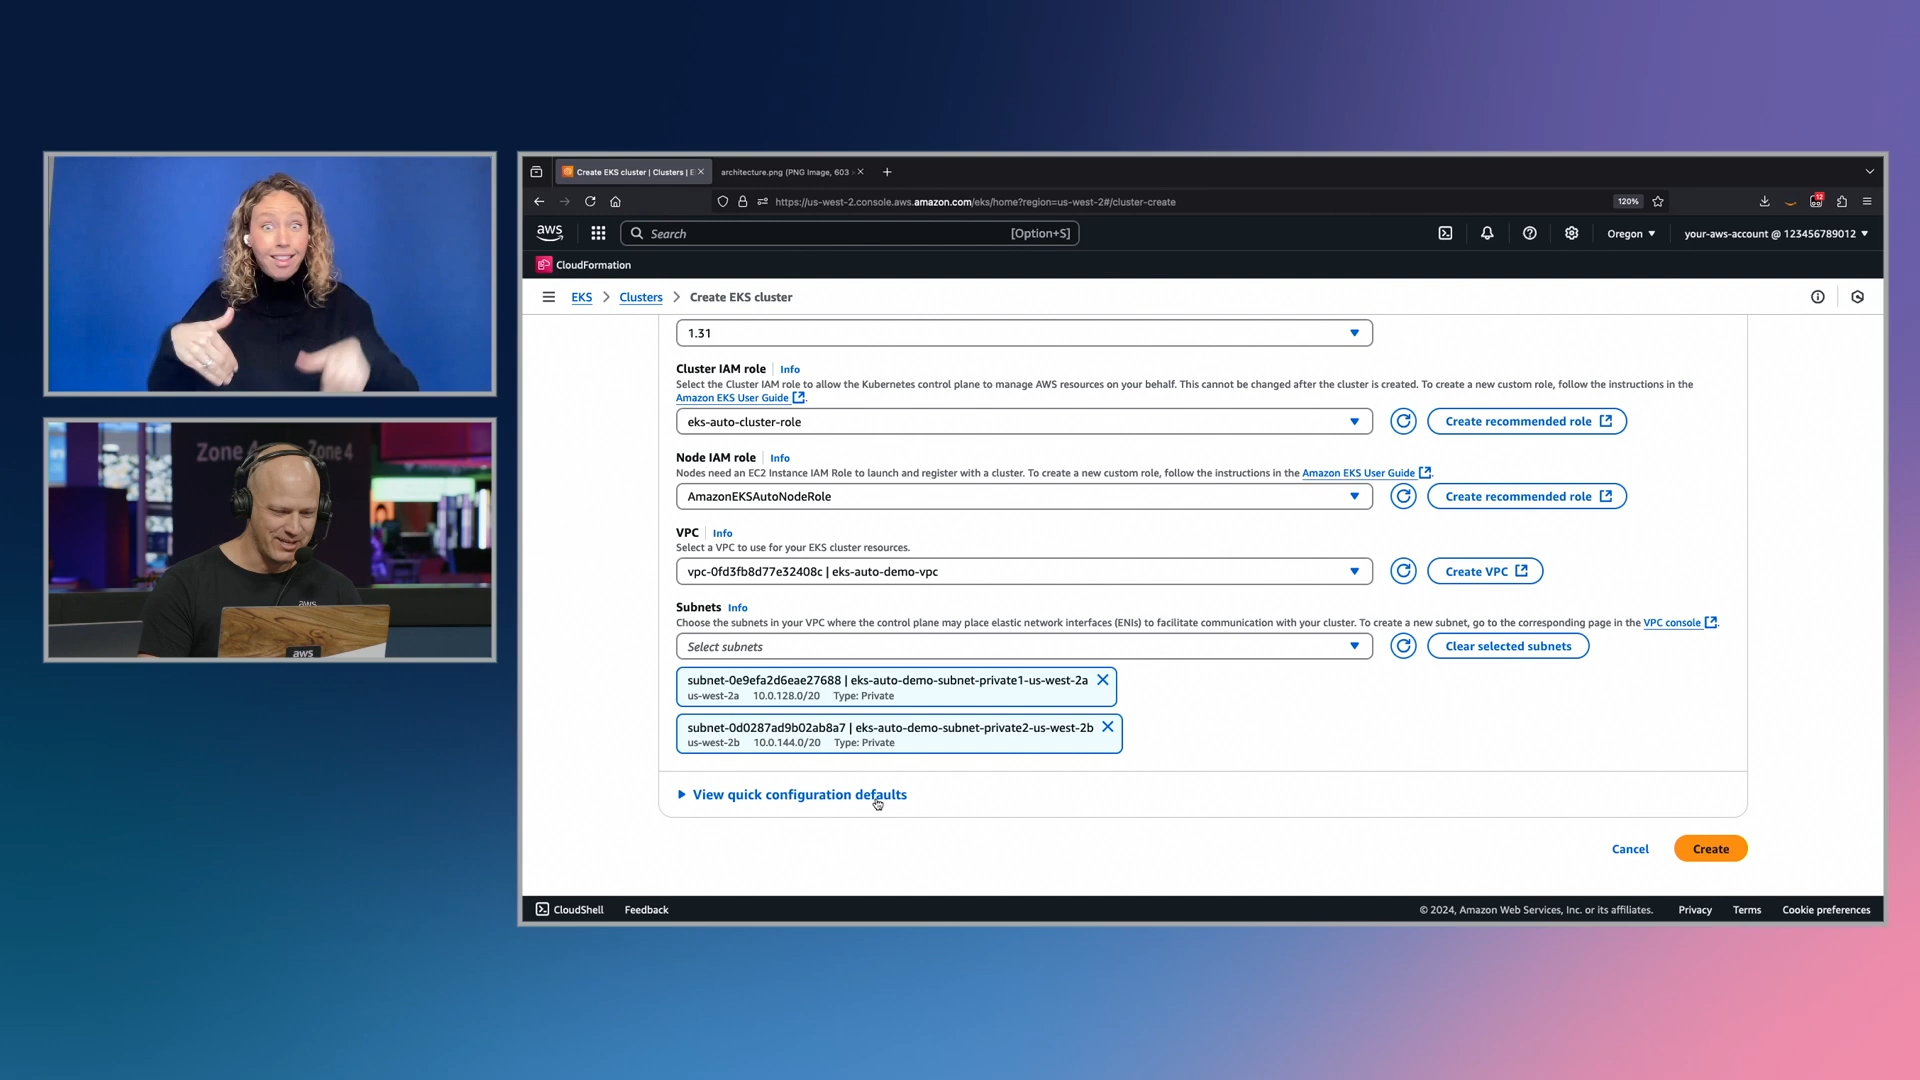 Zone 4
Zone 4
aws
aws
Create EKS cluster | Clusters | E
architecture.png (PNG Image, 603
https://us-west-2.console.aws.amazon.com/eks/home?region=us-west-2#/cluster-create
120%
12
aws
Search
[Option+S]
Oregon
your-aws-account @ 123456789012
CloudFormation
EKS
Clusters
Create EKS cluster
1.31
Cluster IAM role
Info
Select the Cluster IAM role to allow the Kubernetes control plane to manage AWS resources on your behalf. This cannot be changed after the cluster is created. To create a new custom role, follow the instructions in the
Amazon EKS User Guide.
eks-auto-cluster-role
Create recommended role
Node IAM role
Info
Nodes need an EC2 Instance IAM Role to launch and register with a cluster. To create a new custom role, follow the instructions in the Amazon EKS User Guide.
AmazonEKSAutoNodeRole
Create recommended role
VPC
Info
Select a VPC to use for your EKS cluster resources.
vpc-0fd3fb8d77e32408c | eks-auto-demo-vpc
Create VPC
Subnets
Info
Choose the subnets in your VPC where the control plane may place elastic network interfaces (ENIs) to facilitate communication with your cluster. To create a new subnet, go to the corresponding page in the VPC console.
Select subnets
Clear selected subnets
subnet-0e9efa2d6eae27688 | eks-auto-demo-subnet-private1-us-west-2a
us-west-2a 10.0.128.0/20 Type: Private
subnet-0d0287ad9b02ab8a7 | eks-auto-demo-subnet-private2-us-west-2b
us-west-2b 10.0.144.0/20 Type: Private
View quick configuration defaults
Cancel
Create
CloudShell
Feedback
© 2024, Amazon Web Services, Inc. or its affiliates.
Privacy
Terms
Cookie preferences